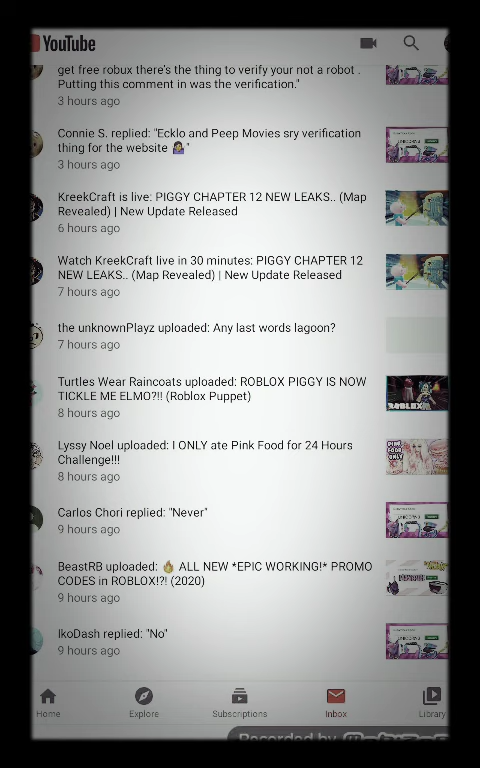 YouTube
get free robux there's the thing to verify your not a robot .
Putting this comment in was the verification."
3 hours ago
Connie S. replied: "Ecklo and Peep Movies sry verification
thing for the website 🤷‍♀️"
3 hours ago
KreekCraft is live: PIGGY CHAPTER 12 NEW LEAKS.. (Map
Revealed) | New Update Released
6 hours ago
Watch KreekCraft live in 30 minutes: PIGGY CHAPTER 12
NEW LEAKS.. (Map Revealed) | New Update Released
7 hours ago
the unknownPlayz uploaded: Any last words lagoon?
7 hours ago
Turtles Wear Raincoats uploaded: ROBLOX PIGGY IS NOW
TICKLE ME ELMO?!! (Roblox Puppet)
ROBLOX
8 hours ago
Lyssy Noel uploaded: I ONLY ate Pink Food for 24 Hours
Challenge!!!
PINK
FOOD
ONLY
8 hours ago
Carlos Chori replied: "Never"
9 hours ago
BeastRB uploaded: 🔥 ALL NEW *EPIC WORKING!* PROMO
CODES in ROBLOX!?! (2020)
9 hours ago
IkoDash replied: "No"
9 hours ago
Home
Explore
Subscriptions
Inbox
Library
Recorded by